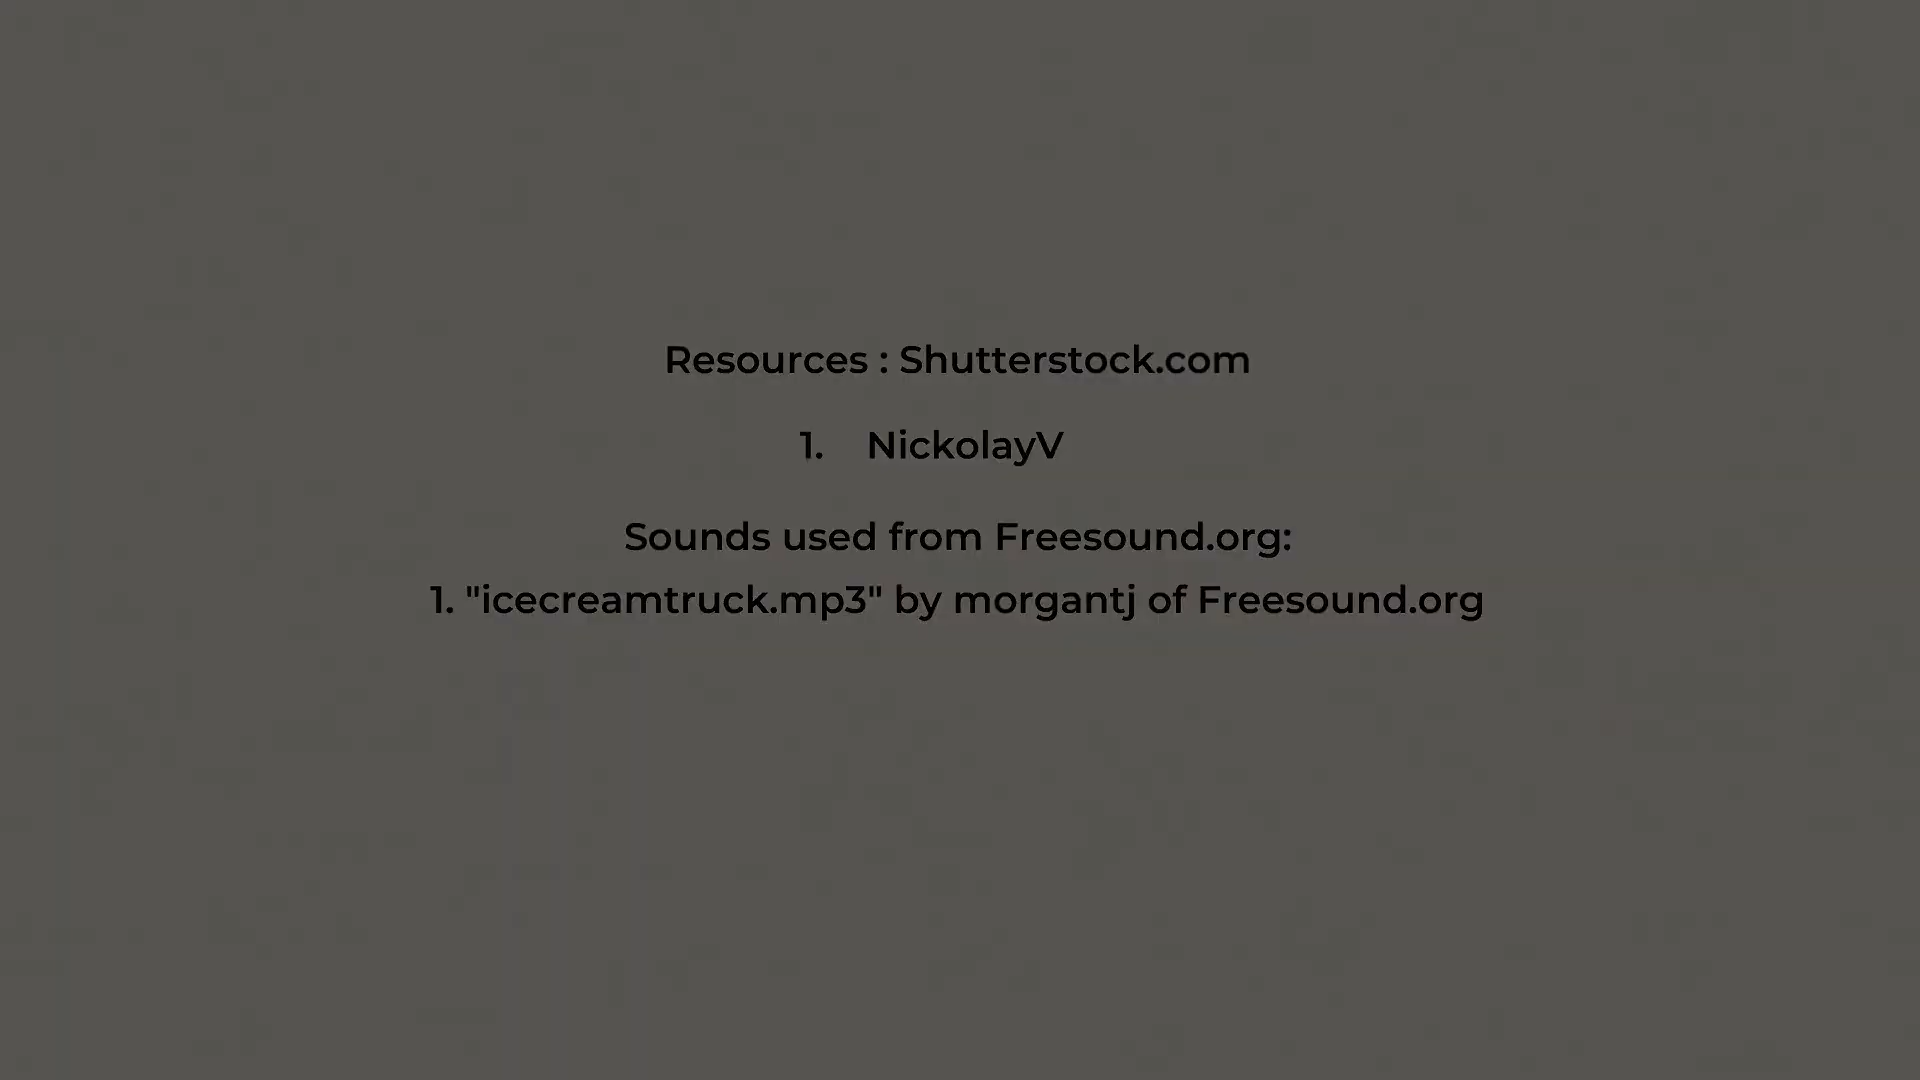 Resources : Shutterstock.com
1. NickolayV
Sounds used from Freesound.org:
1. "icecreamtruck.mp3" by morgantj of Freesound.org